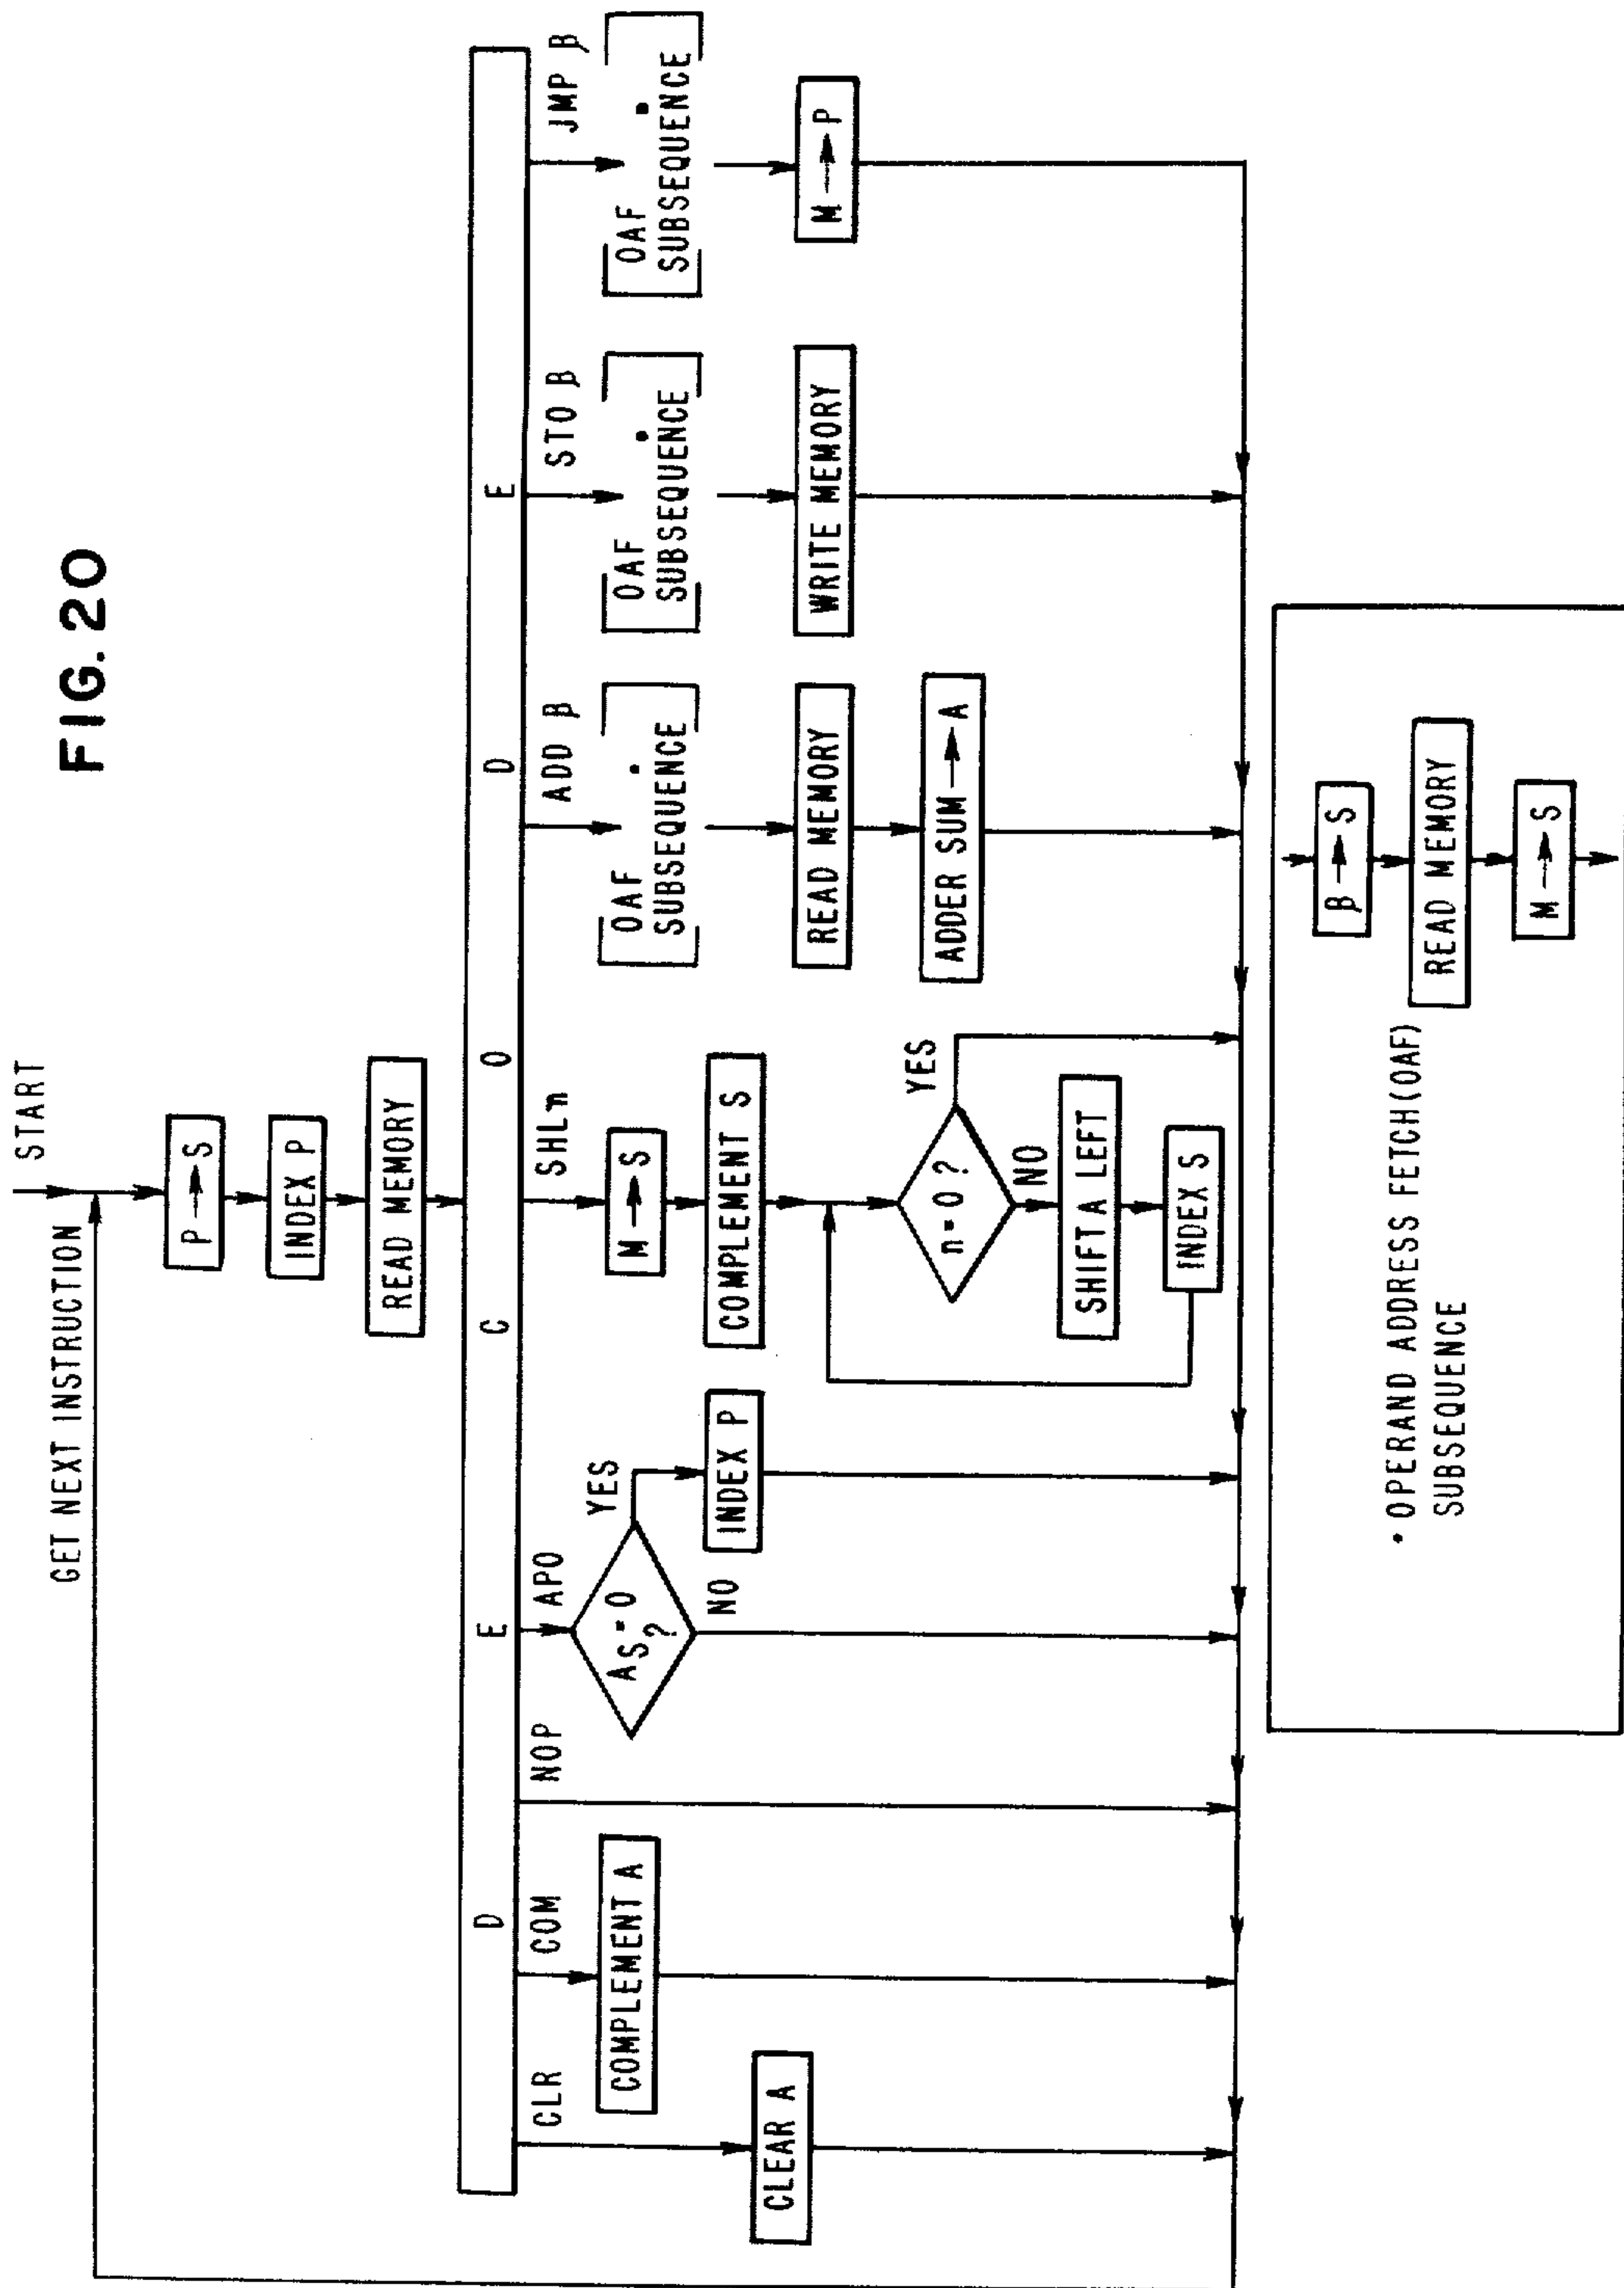 FIG. 20
START
GET NEXT INSTRUCTION
P → S
INDEX P
READ MEMORY
D E C O D E
CLR
COM
NOP
APO
SHLn
ADD β
STO β
JMP β
CLEAR A
COMPLEMENT A
AS = 0
?
YES
NO
INDEX P
M → S
COMPLEMENT S
n = 0 ?
YES
NO
SHIFT A LEFT
INDEX S
OAF •
SUBSEQUENCE
READ MEMORY
ADDER SUM → A
OAF •
SUBSEQUENCE
WRITE MEMORY
OAF •
SUBSEQUENCE
M → P
• OPERAND ADDRESS FETCH(OAF)
SUBSEQUENCE
β → S
READ MEMORY
M → S